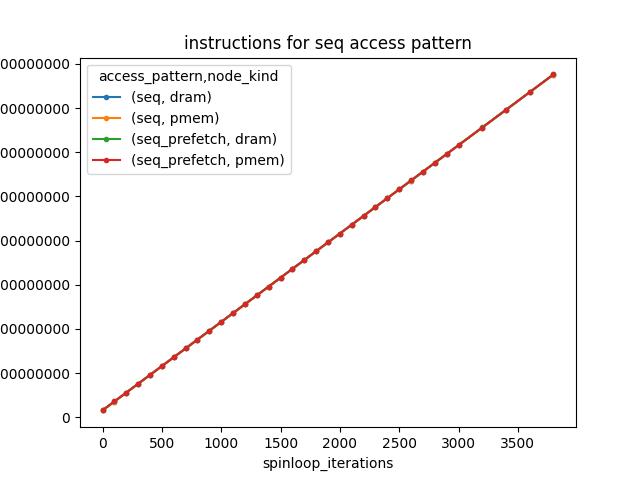 instructions for seq access pattern
access_pattern,node_kind
(seq, dram)
(seq, pmem)
(seq_prefetch, dram)
(seq_prefetch, pmem)
0
0 500 1000 1500 2000 2500 3000 3500
spinloop_iterations